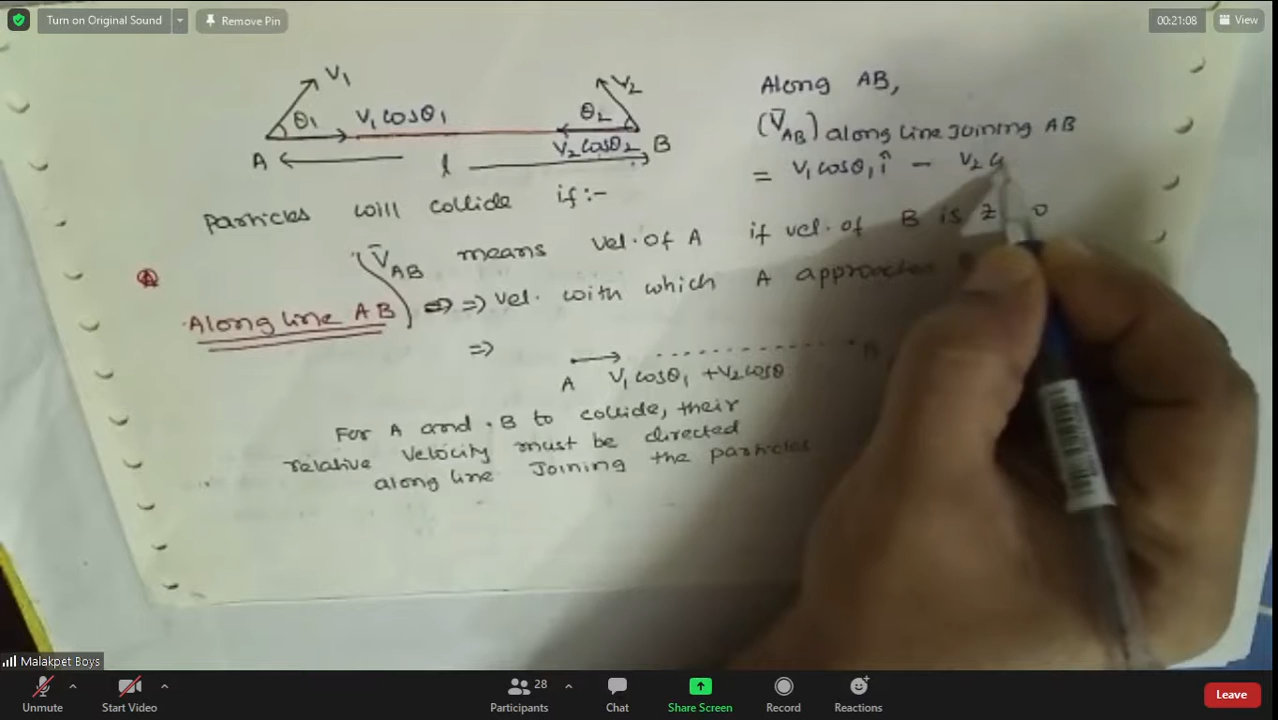 Turn on Original Sound
Remove Pin
00:21:08
View
V1
V2
θ1
V1 cosθ1
θ2
V2 cosθ2
A
B
l
Along AB,
(V̄AB) along line Joining AB
= V1 cosθ1 î - V2 c
Particles will collide if:-
V̄AB means vel. of A if vel. of B is
Along line AB
=> vel. with which A approaches
=>
A
V1 cosθ1 + V2 cosθ
For A and B to collide, their
relative velocity must be directed
along line Joining the particles
Malakpet Boys
Unmute
Start Video
28
Participants
Chat
Share Screen
Record
Reactions
Leave